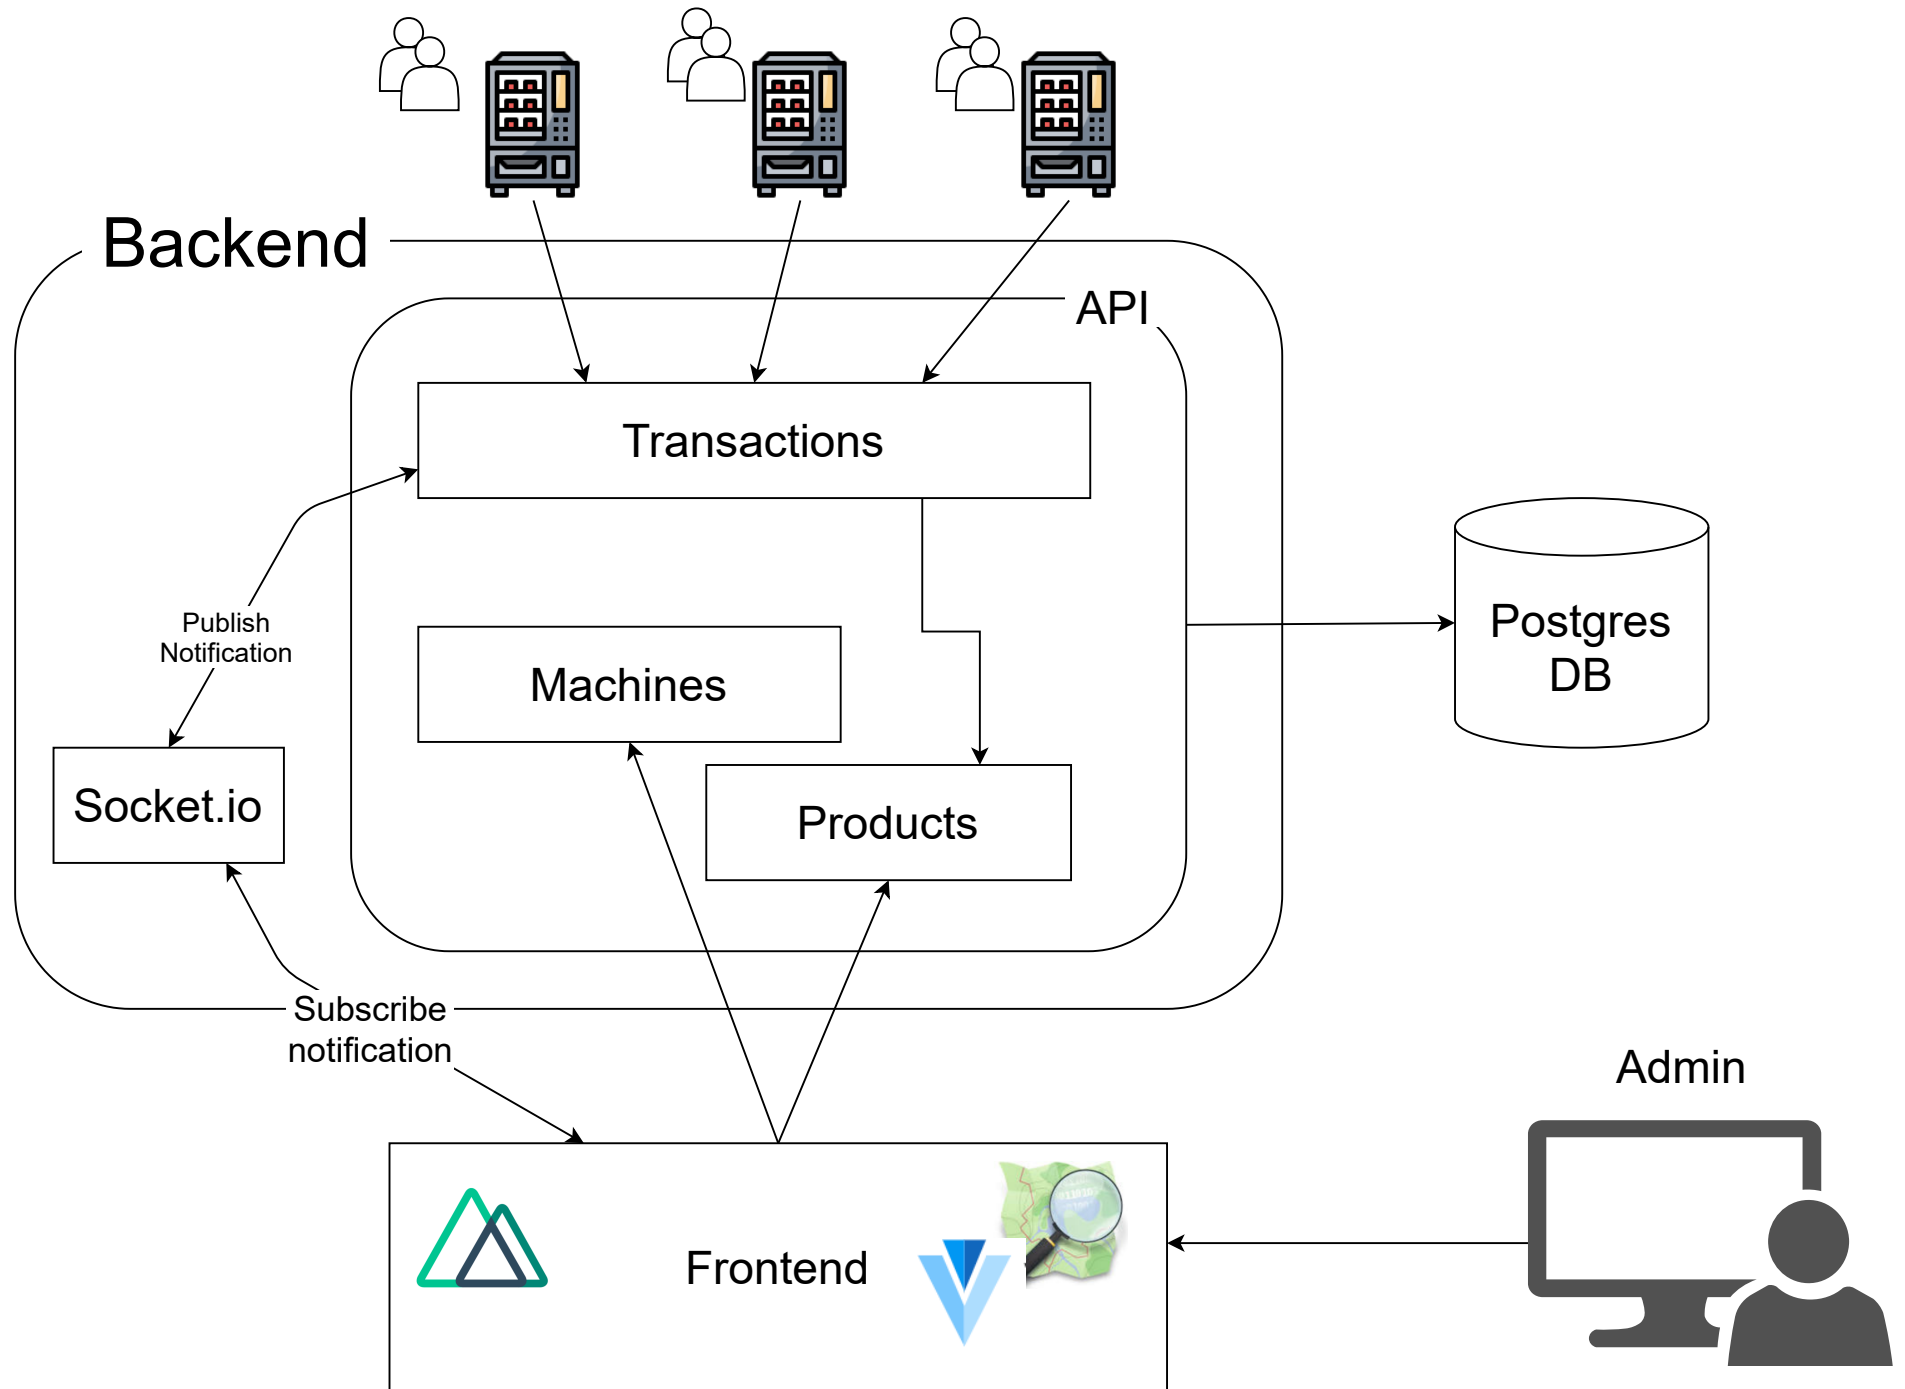 Backend
API
Transactions
Publish
Notification
Machines
Postgres
DB
Socket.io
Products
Subscribe
notification
Admin
Frontend